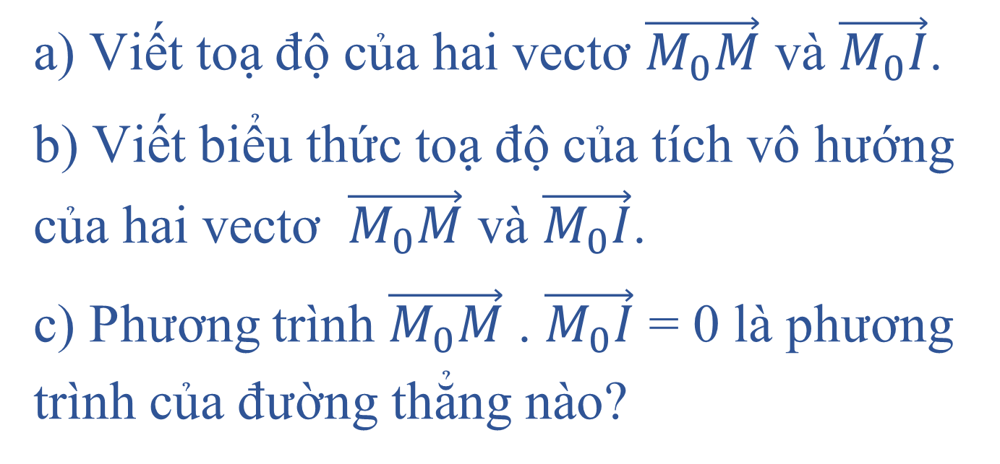 a) Viết toạ độ của hai vectơ $\overrightarrow{M_0M}$ và $\overrightarrow{M_0I}$.
b) Viết biểu thức toạ độ của tích vô hướng
của hai vectơ $\overrightarrow{M_0M}$ và $\overrightarrow{M_0I}$.
c) Phương trình $\overrightarrow{M_0M}$ . $\overrightarrow{M_0I}$ = 0 là phương
trình của đường thẳng nào?